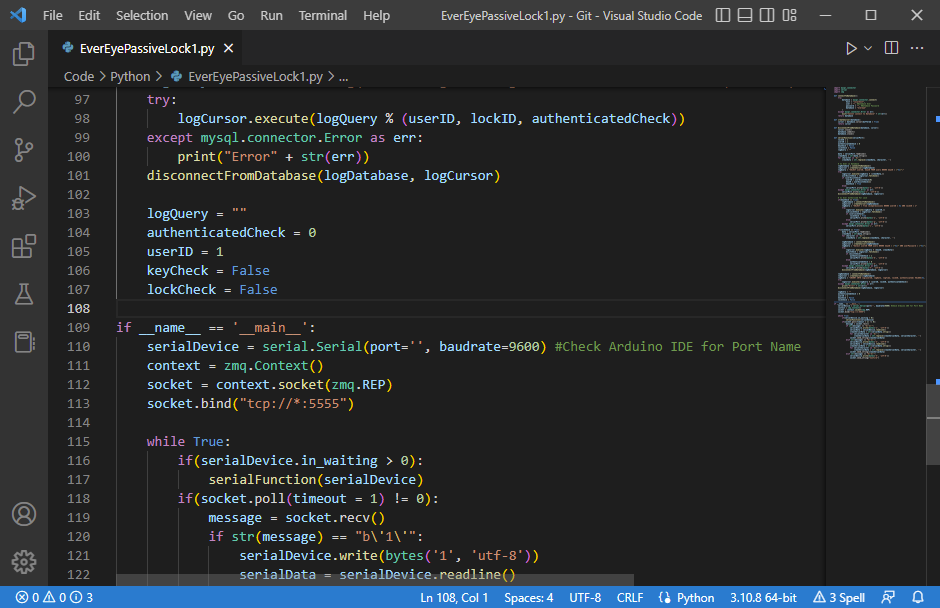 File Edit Selection View Go Run Terminal Help EverEyePassiveLock1.py - Git - Visual Studio Code
EverEyePassiveLock1.py
Code > Python > EverEyePassiveLock1.py > ...
97 try:
98 logCursor.execute(logQuery % (userID, lockID, authenticatedCheck))
99 except mysql.connector.Error as err:
100 print("Error" + str(err))
101 disconnectFromDatabase(logDatabase, logCursor)
102
103 logQuery = ""
104 authenticatedCheck = 0
105 userID = 1
106 keyCheck = False
107 lockCheck = False
108
109 if __name__ == '__main__':
110 serialDevice = serial.Serial(port='', baudrate=9600) #Check Arduino IDE for Port Name
111 context = zmq.Context()
112 socket = context.socket(zmq.REP)
113 socket.bind("tcp://*:5555")
114
115 while True:
116 if(serialDevice.in_waiting > 0):
117 serialFunction(serialDevice)
118 if(socket.poll(timeout = 1) != 0):
119 message = socket.recv()
120 if str(message) == "b\'1\'":
121 serialDevice.write(bytes('1', 'utf-8'))
122 serialData = serialDevice.readline()
0 0 3 Ln 108, Col 1 Spaces: 4 UTF-8 CRLF Python 3.10.8 64-bit 3 Spell